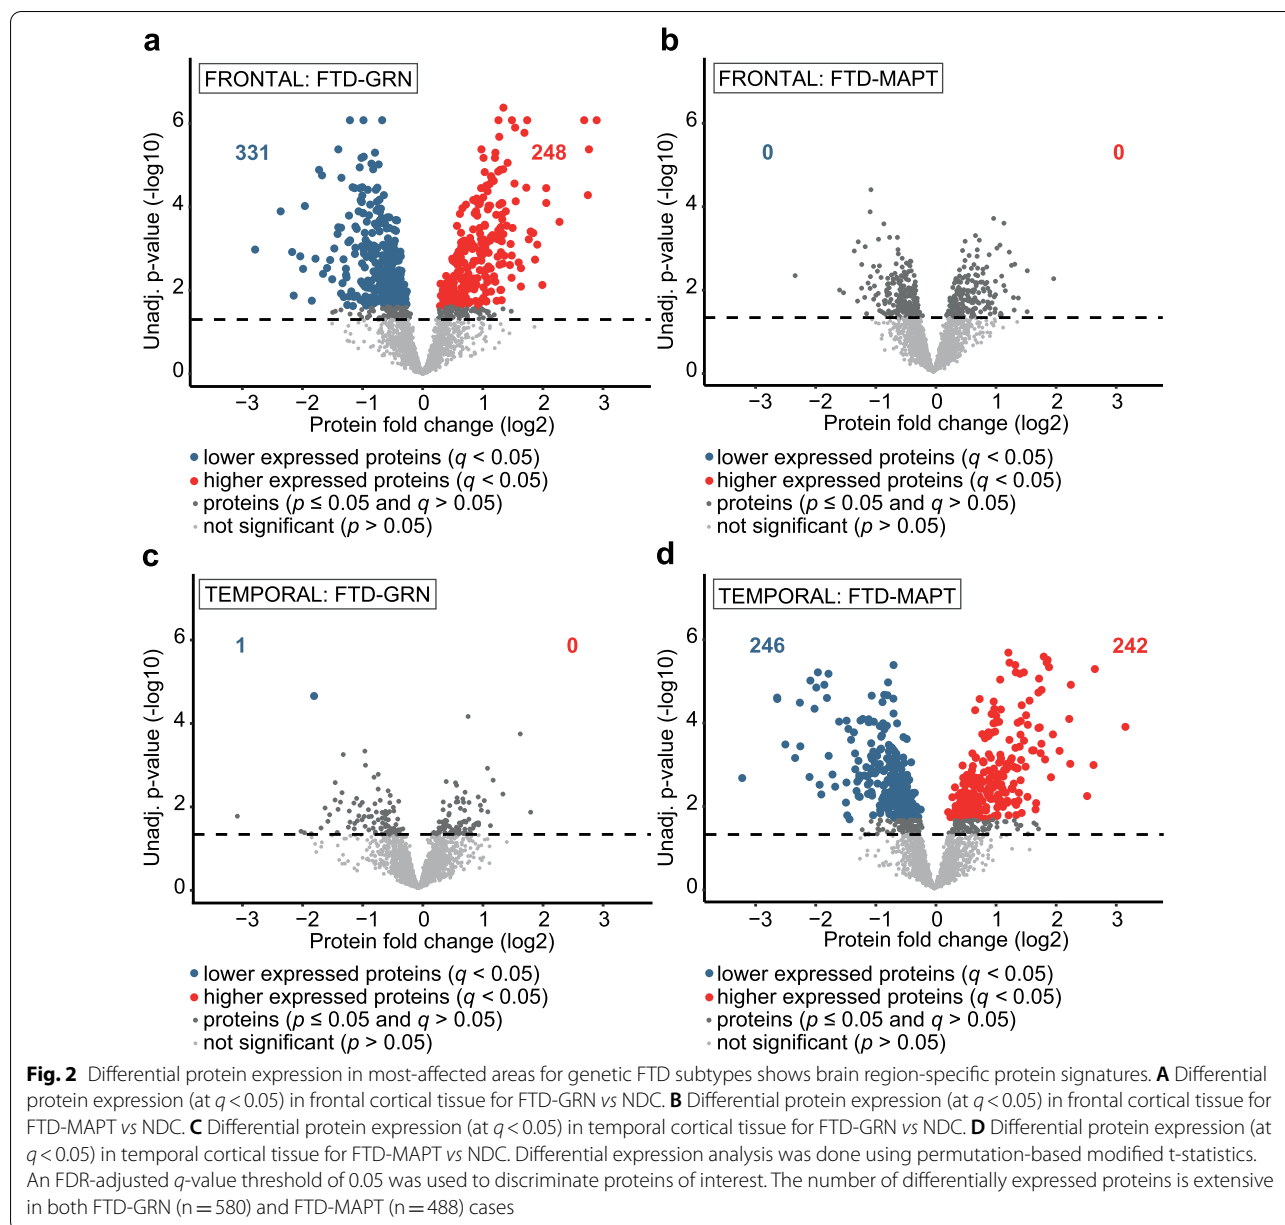 a
FRONTAL: FTD-GRN
331
248
6
4
2
0
Unadj. p-value (-log10)
−3 −2 −1 0 1 2 3
Protein fold change (log2)
lower expressed proteins (q < 0.05)
higher expressed proteins (q < 0.05)
proteins (p ≤ 0.05 and q > 0.05)
not significant (p > 0.05)
b
FRONTAL: FTD-MAPT
0
0
6
4
2
0
Unadj. p-value (-log10)
−3 −2 −1 0 1 2 3
Protein fold change (log2)
lower expressed proteins (q < 0.05)
higher expressed proteins (q < 0.05)
proteins (p ≤ 0.05 and q > 0.05)
not significant (p > 0.05)
c
TEMPORAL: FTD-GRN
1
0
6
4
2
0
Unadj. p-value (-log10)
−3 −2 −1 0 1 2 3
Protein fold change (log2)
lower expressed proteins (q < 0.05)
higher expressed proteins (q < 0.05)
proteins (p ≤ 0.05 and q > 0.05)
not significant (p > 0.05)
d
TEMPORAL: FTD-MAPT
246
242
6
4
2
0
Unadj. p-value (-log10)
−3 −2 −1 0 1 2 3
Protein fold change (log2)
lower expressed proteins (q < 0.05)
higher expressed proteins (q < 0.05)
proteins (p ≤ 0.05 and q > 0.05)
not significant (p > 0.05)
Fig. 2 Differential protein expression in most-affected areas for genetic FTD subtypes shows brain region-specific protein signatures. A Differential
protein expression (at q < 0.05) in frontal cortical tissue for FTD-GRN vs NDC. B Differential protein expression (at q < 0.05) in frontal cortical tissue for
FTD-MAPT vs NDC. C Differential protein expression (at q < 0.05) in temporal cortical tissue for FTD-GRN vs NDC. D Differential protein expression (at
q < 0.05) in temporal cortical tissue for FTD-MAPT vs NDC. Differential expression analysis was done using permutation-based modified t-statistics.
An FDR-adjusted q-value threshold of 0.05 was used to discriminate proteins of interest. The number of differentially expressed proteins is extensive
in both FTD-GRN (n = 580) and FTD-MAPT (n = 488) cases